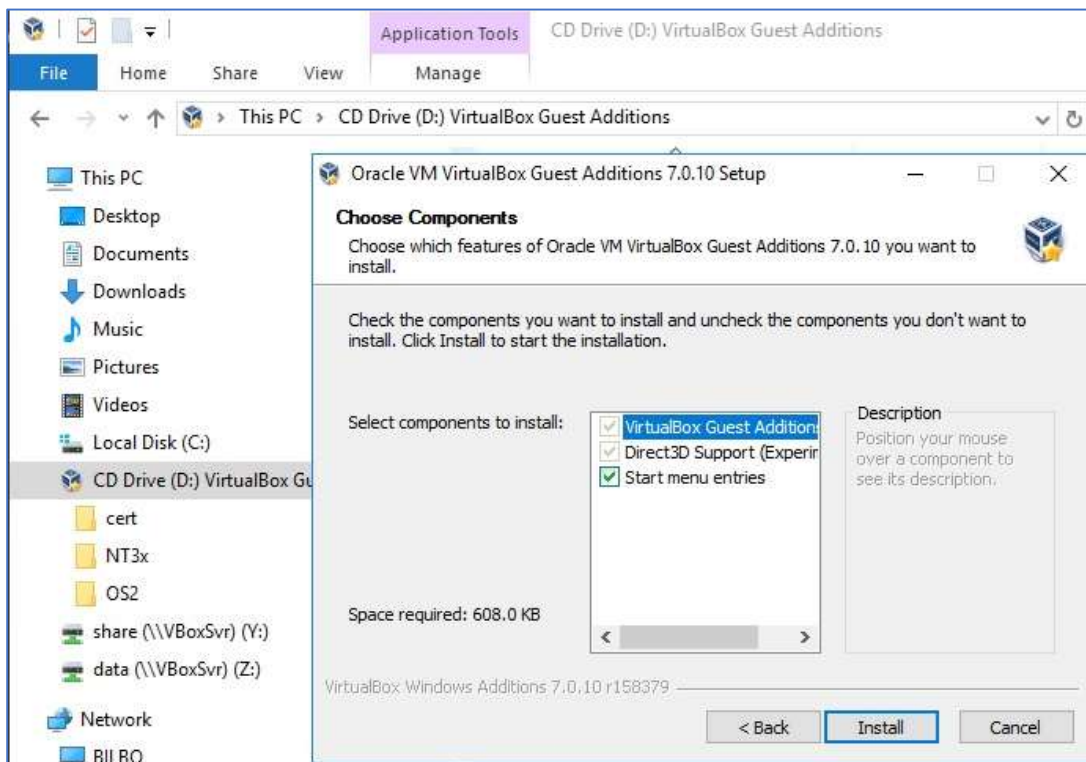 Application Tools
CD Drive (D:) VirtualBox Guest Additions
File
Home
Share
View
Manage
This PC
CD Drive (D:) VirtualBox Guest Additions
This PC
Desktop
Documents
Downloads
Music
Pictures
Videos
Local Disk (C:)
CD Drive (D:) VirtualBox Gu
cert
NT3x
OS2
share (\\VBoxSvr) (Y:)
data (\\VBoxSvr) (Z:)
Network
BILBO
Oracle VM VirtualBox Guest Additions 7.0.10 Setup
Choose Components
Choose which features of Oracle VM VirtualBox Guest Additions 7.0.10 you want to
install.
Check the components you want to install and uncheck the components you don't want to
install. Click Install to start the installation.
Select components to install:
VirtualBox Guest Addition
Direct3D Support (Experi
Start menu entries
Description
Position your mouse
over a component to
see its description.
Space required: 608.0 KB
VirtualBox Windows Additions 7.0.10 r158379
< Back
Install
Cancel